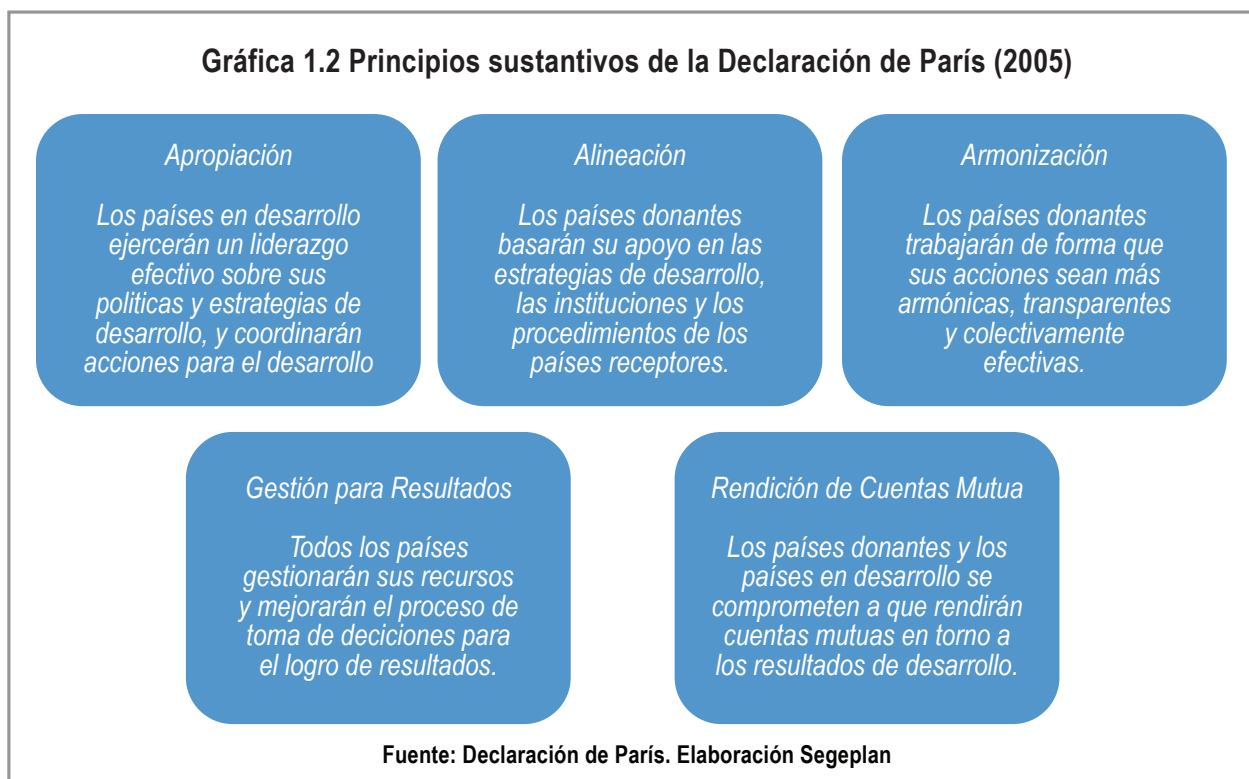 Gráfica 1.2 Principios sustantivos de la Declaración de París (2005)
Apropiación
Los países en desarrollo
ejercerán un liderazgo
efectivo sobre sus
politicas y estrategias de
desarrollo, y coordinarán
acciones para el desarrollo
Alineación
Los países donantes
basarán su apoyo en las
estrategias de desarrollo,
las instituciones y los
procedimientos de los
países receptores.
Armonización
Los países donantes
trabajarán de forma que
sus acciones sean más
armónicas, transparentes
y colectivamente
efectivas.
Gestión para Resultados
Todos los países
gestionarán sus recursos
y mejorarán el proceso de
toma de deciciones para
el logro de resultados.
Rendición de Cuentas Mutua
Los países donantes y los
países en desarrollo se
comprometen a que rendirán
cuentas mutuas en torno a
los resultados de desarrollo.
Fuente: Declaración de París. Elaboración Segeplan